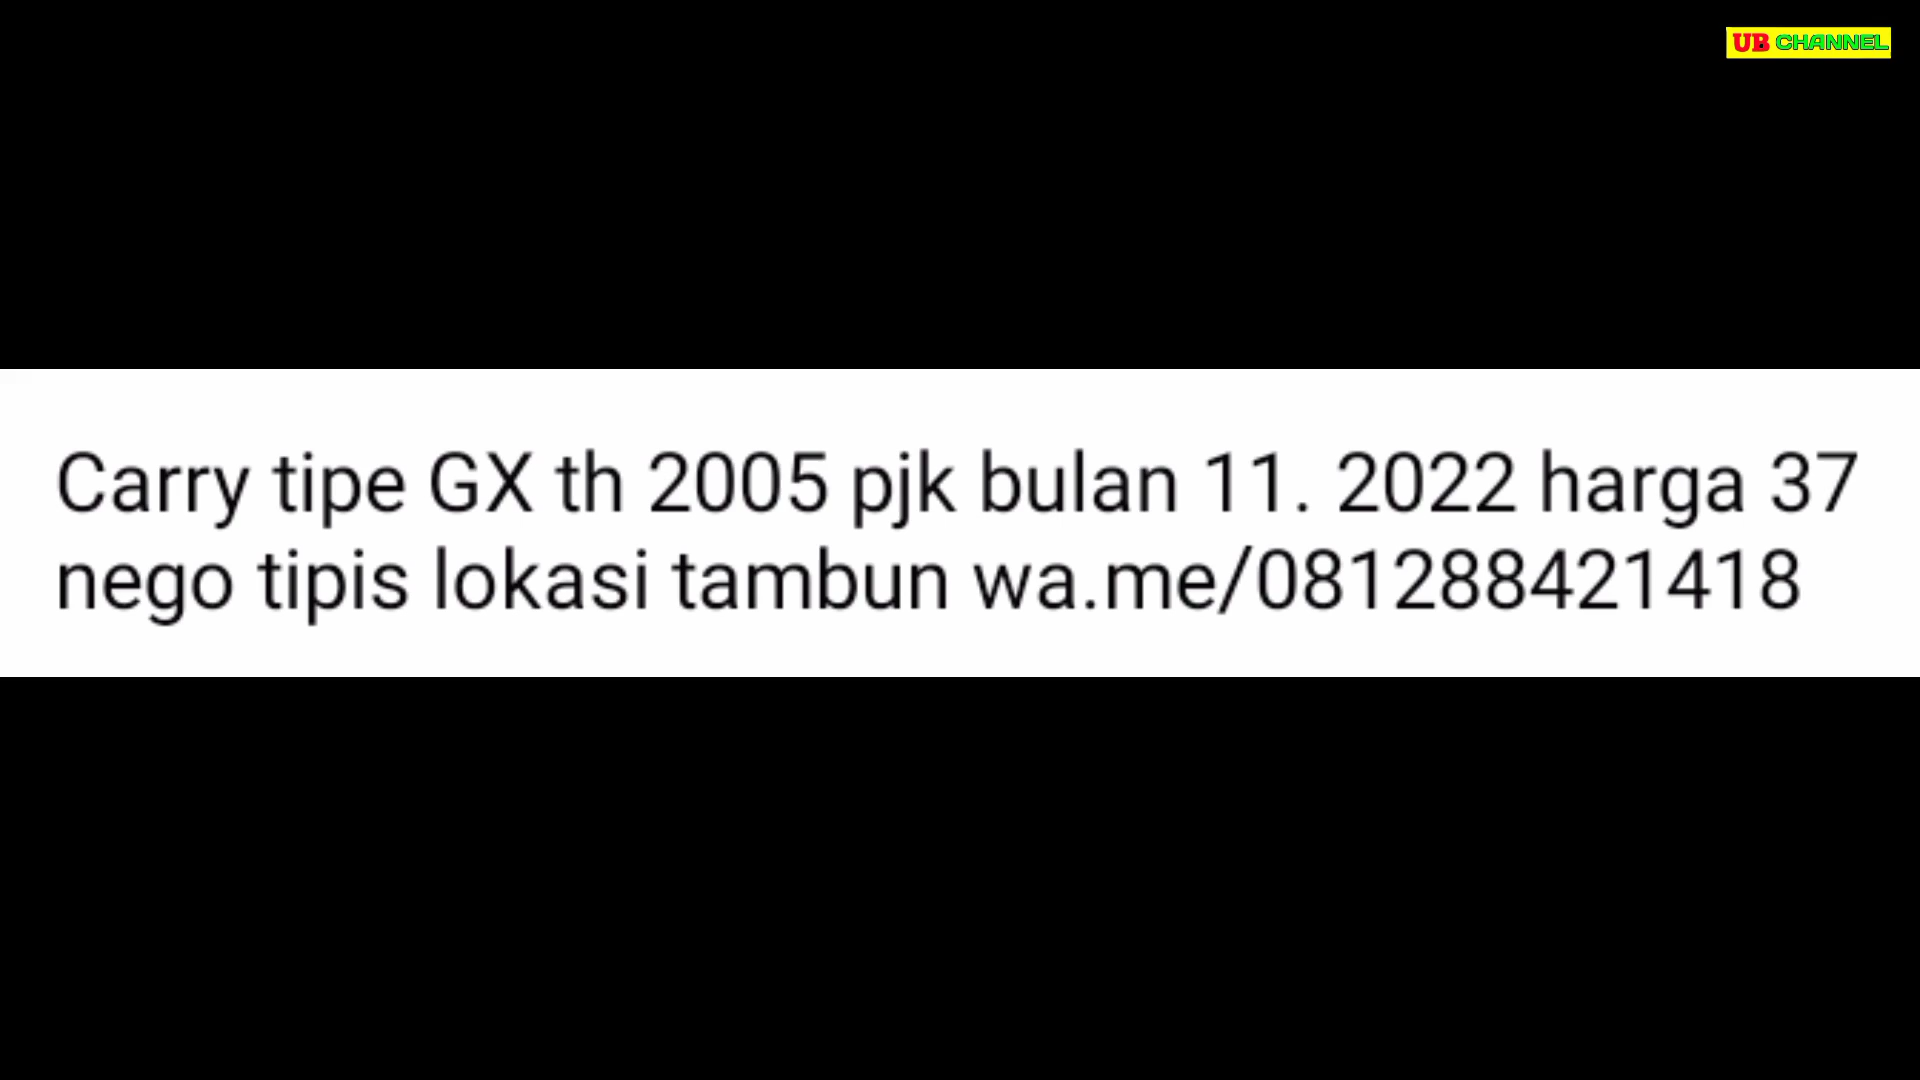 UB CHANNEL
Carry tipe GX th 2005 pjk bulan 11. 2022 harga 37
nego tipis lokasi tambun wa.me/081288421418